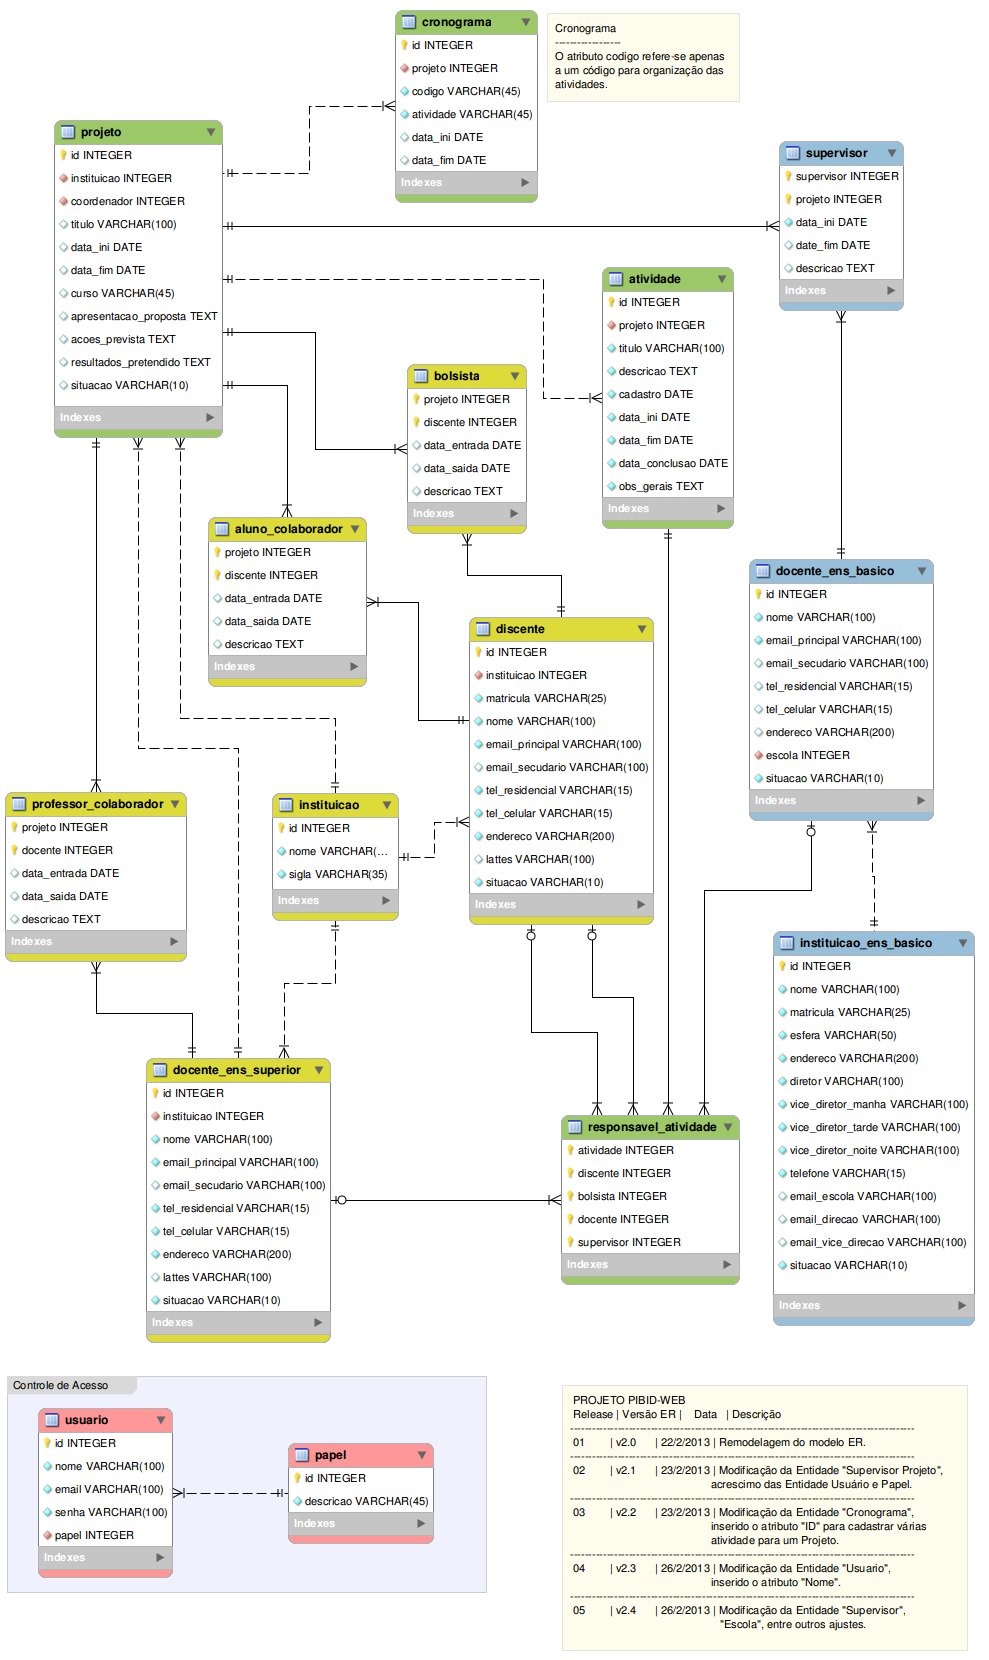 cronograma
id INTEGER
projeto INTEGER
codigo VARCHAR(45)
atividade VARCHAR(45)
data_ini DATE
data_fim DATE
Indexes
Cronograma
------------------
O atributo codigo refere-se apenas
a um código para organização das
atividades.
projeto
id INTEGER
instituicao INTEGER
coordenador INTEGER
titulo VARCHAR(100)
data_ini DATE
data_fim DATE
curso VARCHAR(45)
apresentacao_proposta TEXT
acoes_prevista TEXT
resultados_pretendido TEXT
situacao VARCHAR(10)
Indexes
supervisor
supervisor INTEGER
projeto INTEGER
data_ini DATE
date_fim DATE
descricao TEXT
Indexes
atividade
id INTEGER
projeto INTEGER
titulo VARCHAR(100)
descricao TEXT
cadastro DATE
data_ini DATE
data_fim DATE
data_conclusao DATE
obs_gerais TEXT
Indexes
bolsista
projeto INTEGER
discente INTEGER
data_entrada DATE
data_saida DATE
descricao TEXT
Indexes
aluno_colaborador
projeto INTEGER
discente INTEGER
data_entrada DATE
data_saida DATE
descricao TEXT
Indexes
docente_ens_basico
id INTEGER
nome VARCHAR(100)
email_principal VARCHAR(100)
email_secudario VARCHAR(100)
tel_residencial VARCHAR(15)
tel_celular VARCHAR(15)
endereco VARCHAR(200)
escola INTEGER
situacao VARCHAR(10)
Indexes
discente
id INTEGER
instituicao INTEGER
matricula VARCHAR(25)
nome VARCHAR(100)
email_principal VARCHAR(100)
email_secudario VARCHAR(100)
tel_residencial VARCHAR(15)
tel_celular VARCHAR(15)
endereco VARCHAR(200)
lattes VARCHAR(100)
situacao VARCHAR(10)
Indexes
professor_colaborador
projeto INTEGER
docente INTEGER
data_entrada DATE
data_saida DATE
descricao TEXT
Indexes
instituicao
id INTEGER
nome VARCHAR(...
sigla VARCHAR(35)
Indexes
instituicao_ens_basico
id INTEGER
nome VARCHAR(100)
matricula VARCHAR(25)
esfera VARCHAR(50)
endereco VARCHAR(200)
diretor VARCHAR(100)
vice_diretor_manha VARCHAR(100)
vice_diretor_tarde VARCHAR(100)
vice_diretor_noite VARCHAR(100)
telefone VARCHAR(15)
email_escola VARCHAR(100)
email_direcao VARCHAR(100)
email_vice_direcao VARCHAR(100)
situacao VARCHAR(10)
Indexes
docente_ens_superior
id INTEGER
instituicao INTEGER
nome VARCHAR(100)
email_principal VARCHAR(100)
email_secudario VARCHAR(100)
tel_residencial VARCHAR(15)
tel_celular VARCHAR(15)
endereco VARCHAR(200)
lattes VARCHAR(100)
situacao VARCHAR(10)
Indexes
responsavel_atividade
atividade INTEGER
discente INTEGER
bolsista INTEGER
docente INTEGER
supervisor INTEGER
Indexes
Controle de Acesso
usuario
id INTEGER
nome VARCHAR(100)
email VARCHAR(100)
senha VARCHAR(100)
papel INTEGER
Indexes
papel
id INTEGER
descricao VARCHAR(45)
Indexes
PROJETO PIBID-WEB
Release | Versão ER | Data | Descrição
01 | v2.0 | 22/2/2013 | Remodelagem do modelo ER.
02 | v2.1 | 23/2/2013 | Modificação da Entidade "Supervisor Projeto",
acrescimo das Entidade Usuário e Papel.
03 | v2.2 | 23/2/2013 | Modificação da Entidade "Cronograma",
inserido o atributo "ID" para cadastrar várias
atividade para um Projeto.
04 | v2.3 | 26/2/2013 | Modificação da Entidade "Usuario",
inserido o atributo "Nome".
05 | v2.4 | 26/2/2013 | Modificação da Entidade "Supervisor",
"Escola", entre outros ajustes.